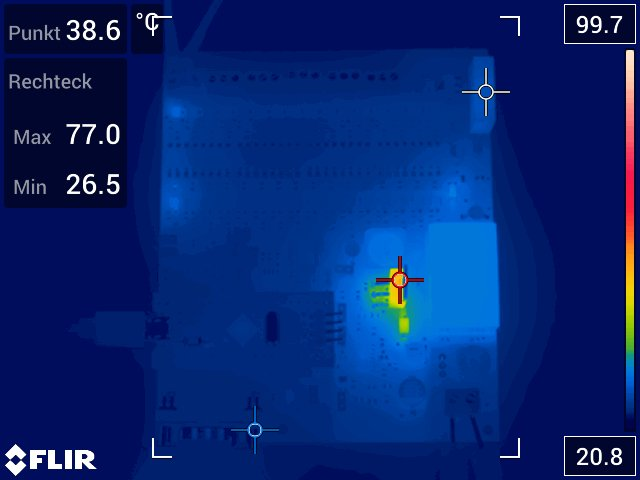 Punkt 38.6 °C
99.7
Rechteck
Max 77.0
Min 26.5
FLIR
20.8